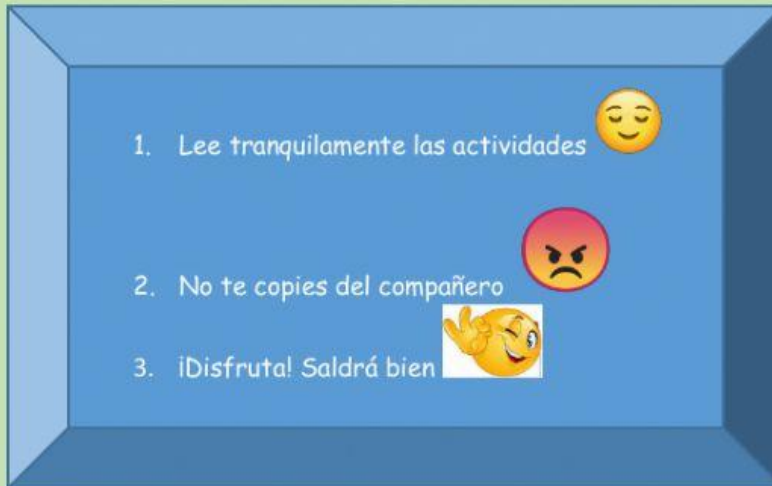 1. Lee tranquilamente las actividades
2. No te copies del compañero
3. ¡Disfruta! Saldrá bien